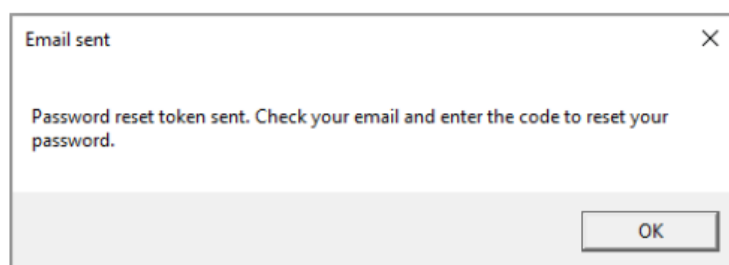 Email sent
Password reset token sent. Check your email and enter the code to reset your
password.
OK